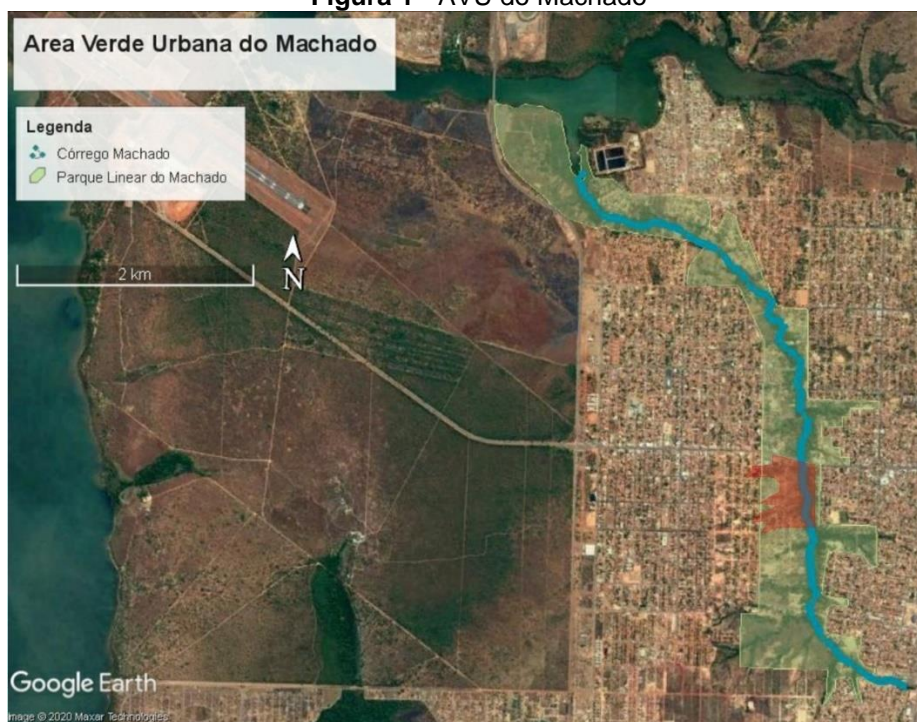 Figura 1 - AVU do Machado
Area Verde Urbana do Machado
Legenda
Córrego Machado
Parque Linear do Machado
2 km
N
Google Earth
Image © 2020 Maxar Technologies